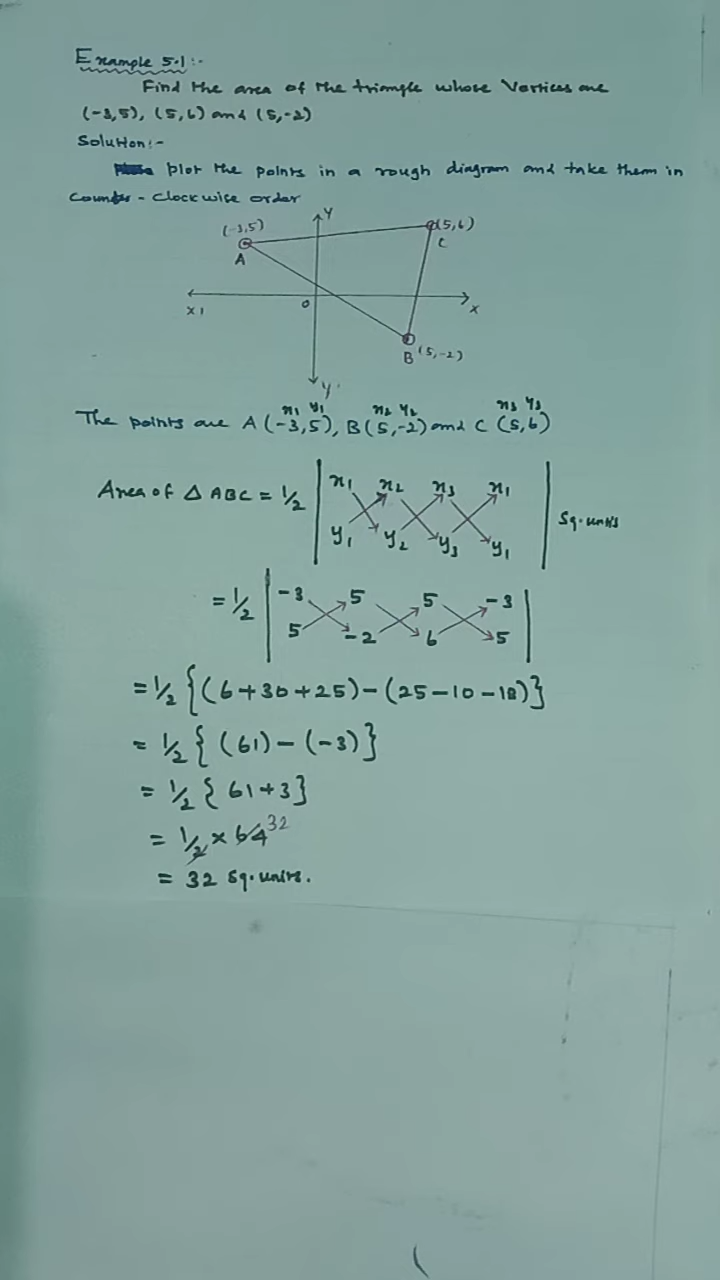 Example 5.1:-
Find the area of the triangle whose Vertices are
(-3,5), (5,6) and (5,-2)
Solution:-
plot the points in a rough diagram and take them in
Counter-Clockwise order
Y
(-3,5)
(5,6)
A
C
X1
O
X
B (5,-2)
Y'
x1 y1 x2 y2 x3 y3
The points are A(-3,5), B(5,-2) and C (5,6)
Area of △ ABC = 1/2 | x1 x2 x3 x1 |
y1 y2 y3 y1 Sq.units
= 1/2 | -3 5 5 -3 |
5 -2 6 5
= 1/2 {(6+30+25)-(25-10-18)}
= 1/2 { (61)-(-3)}
= 1/2 { 61+3}
= 1/2 × 64 32
= 32 Sq.units.